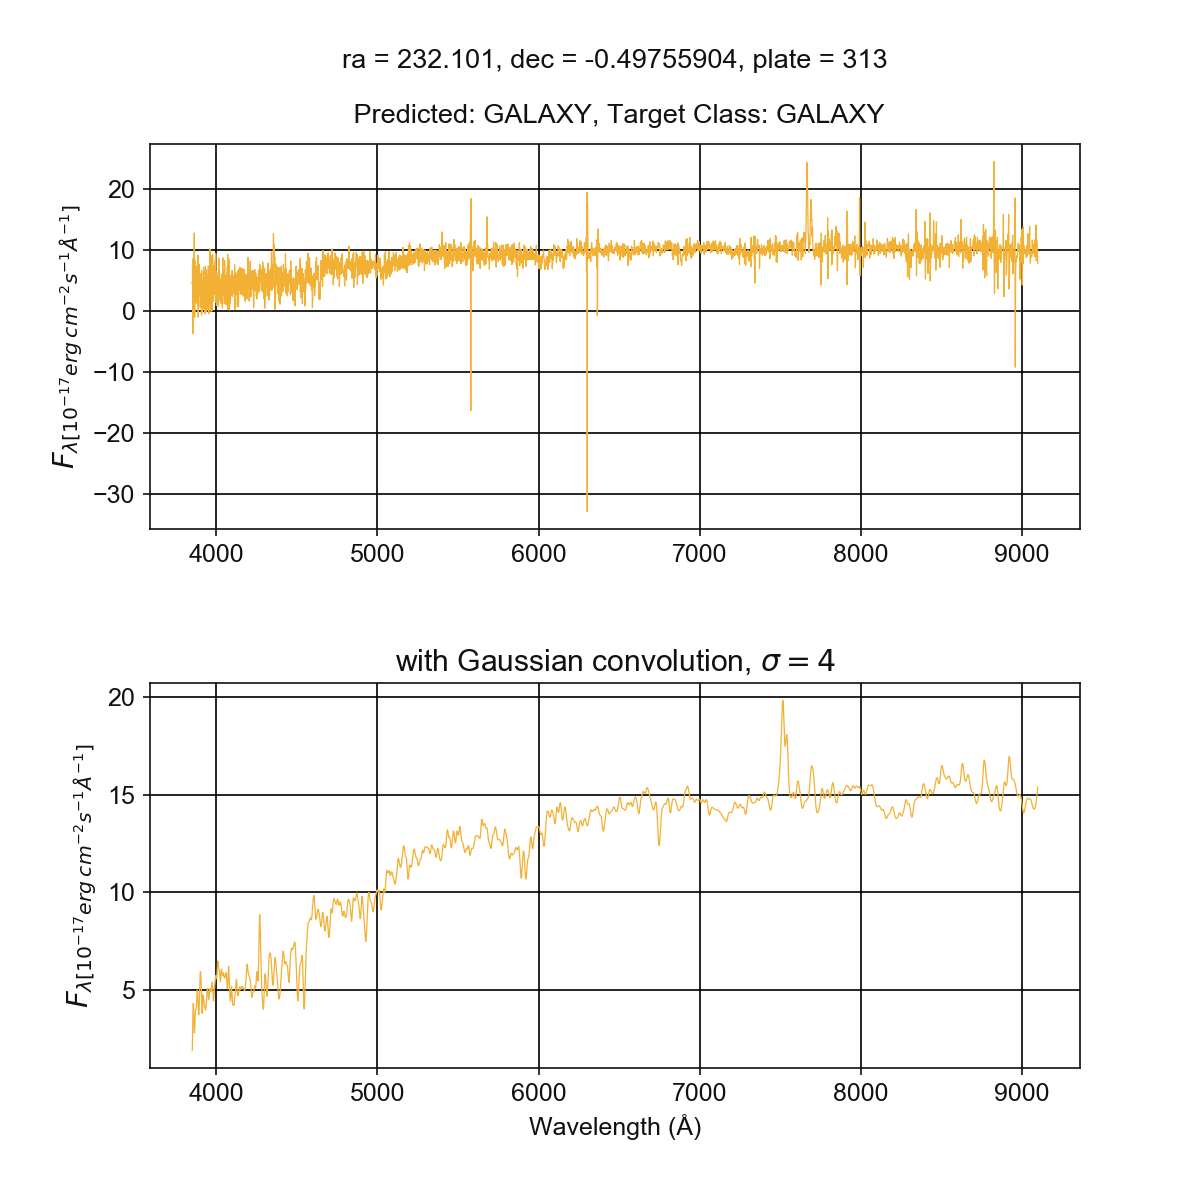 ra = 232.101, dec = -0.49755904, plate = 313
Predicted: GALAXY, Target Class: GALAXY
20
10
0
−10
−20
−30
F_λ[10^{−17}erg cm^{−2}s^{−1}Å^{−1}]
4000 5000 6000 7000 8000 9000
with Gaussian convolution, σ = 4
20
15
10
5
F_λ[10^{−17}erg cm^{−2}s^{−1}Å^{−1}]
4000 5000 6000 7000 8000 9000
Wavelength (Å)